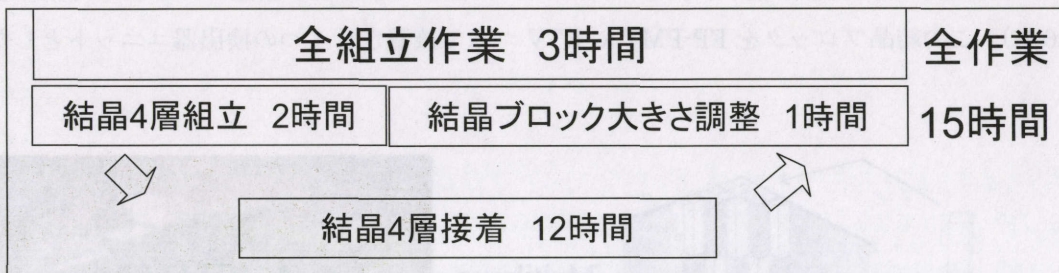 全組立作業 3時間
全作業
結晶4層組立 2時間
結晶ブロック大きさ調整 1時間
15時間
結晶4層接着 12時間